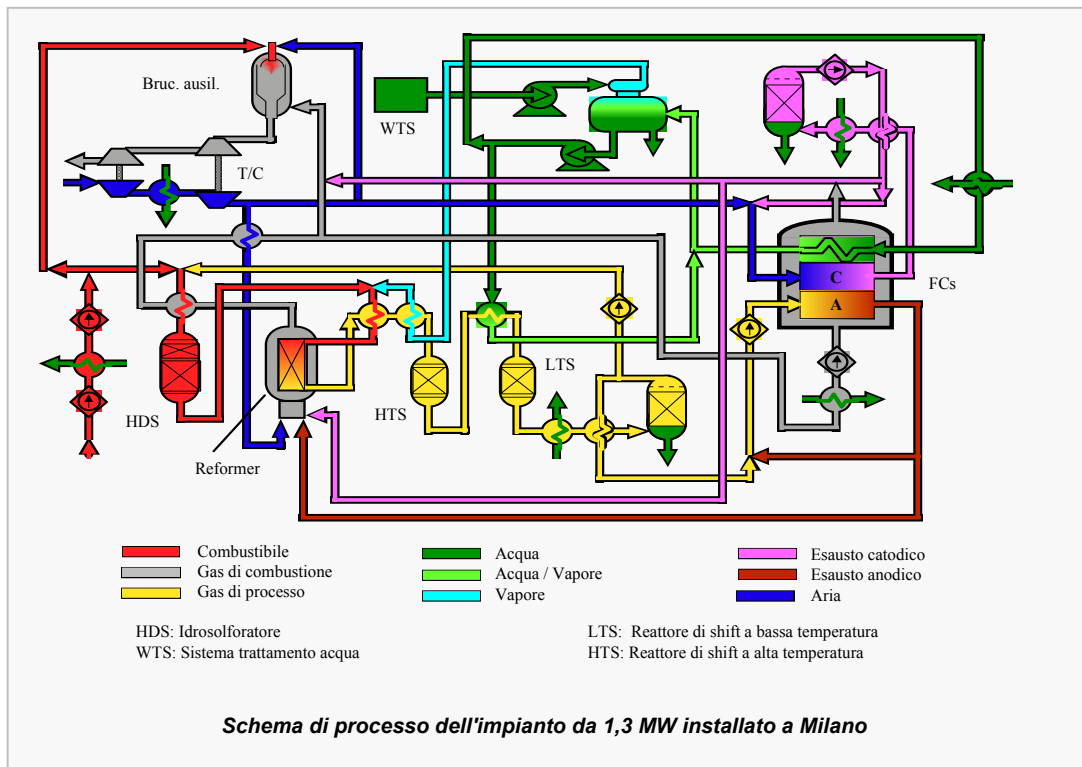 Bruc. ausil.
WTS
T/C
FCs
C
A
LTS
HTS
HDS
Reformer
Combustibile
Gas di combustione
Gas di processo
Acqua
Acqua / Vapore
Vapore
Esausto catodico
Esausto anodico
Aria
HDS: Idrosolforatore
WTS: Sistema trattamento acqua
LTS: Reattore di shift a bassa temperatura
HTS: Reattore di shift a alta temperatura
Schema di processo dell'impianto da 1,3 MW installato a Milano